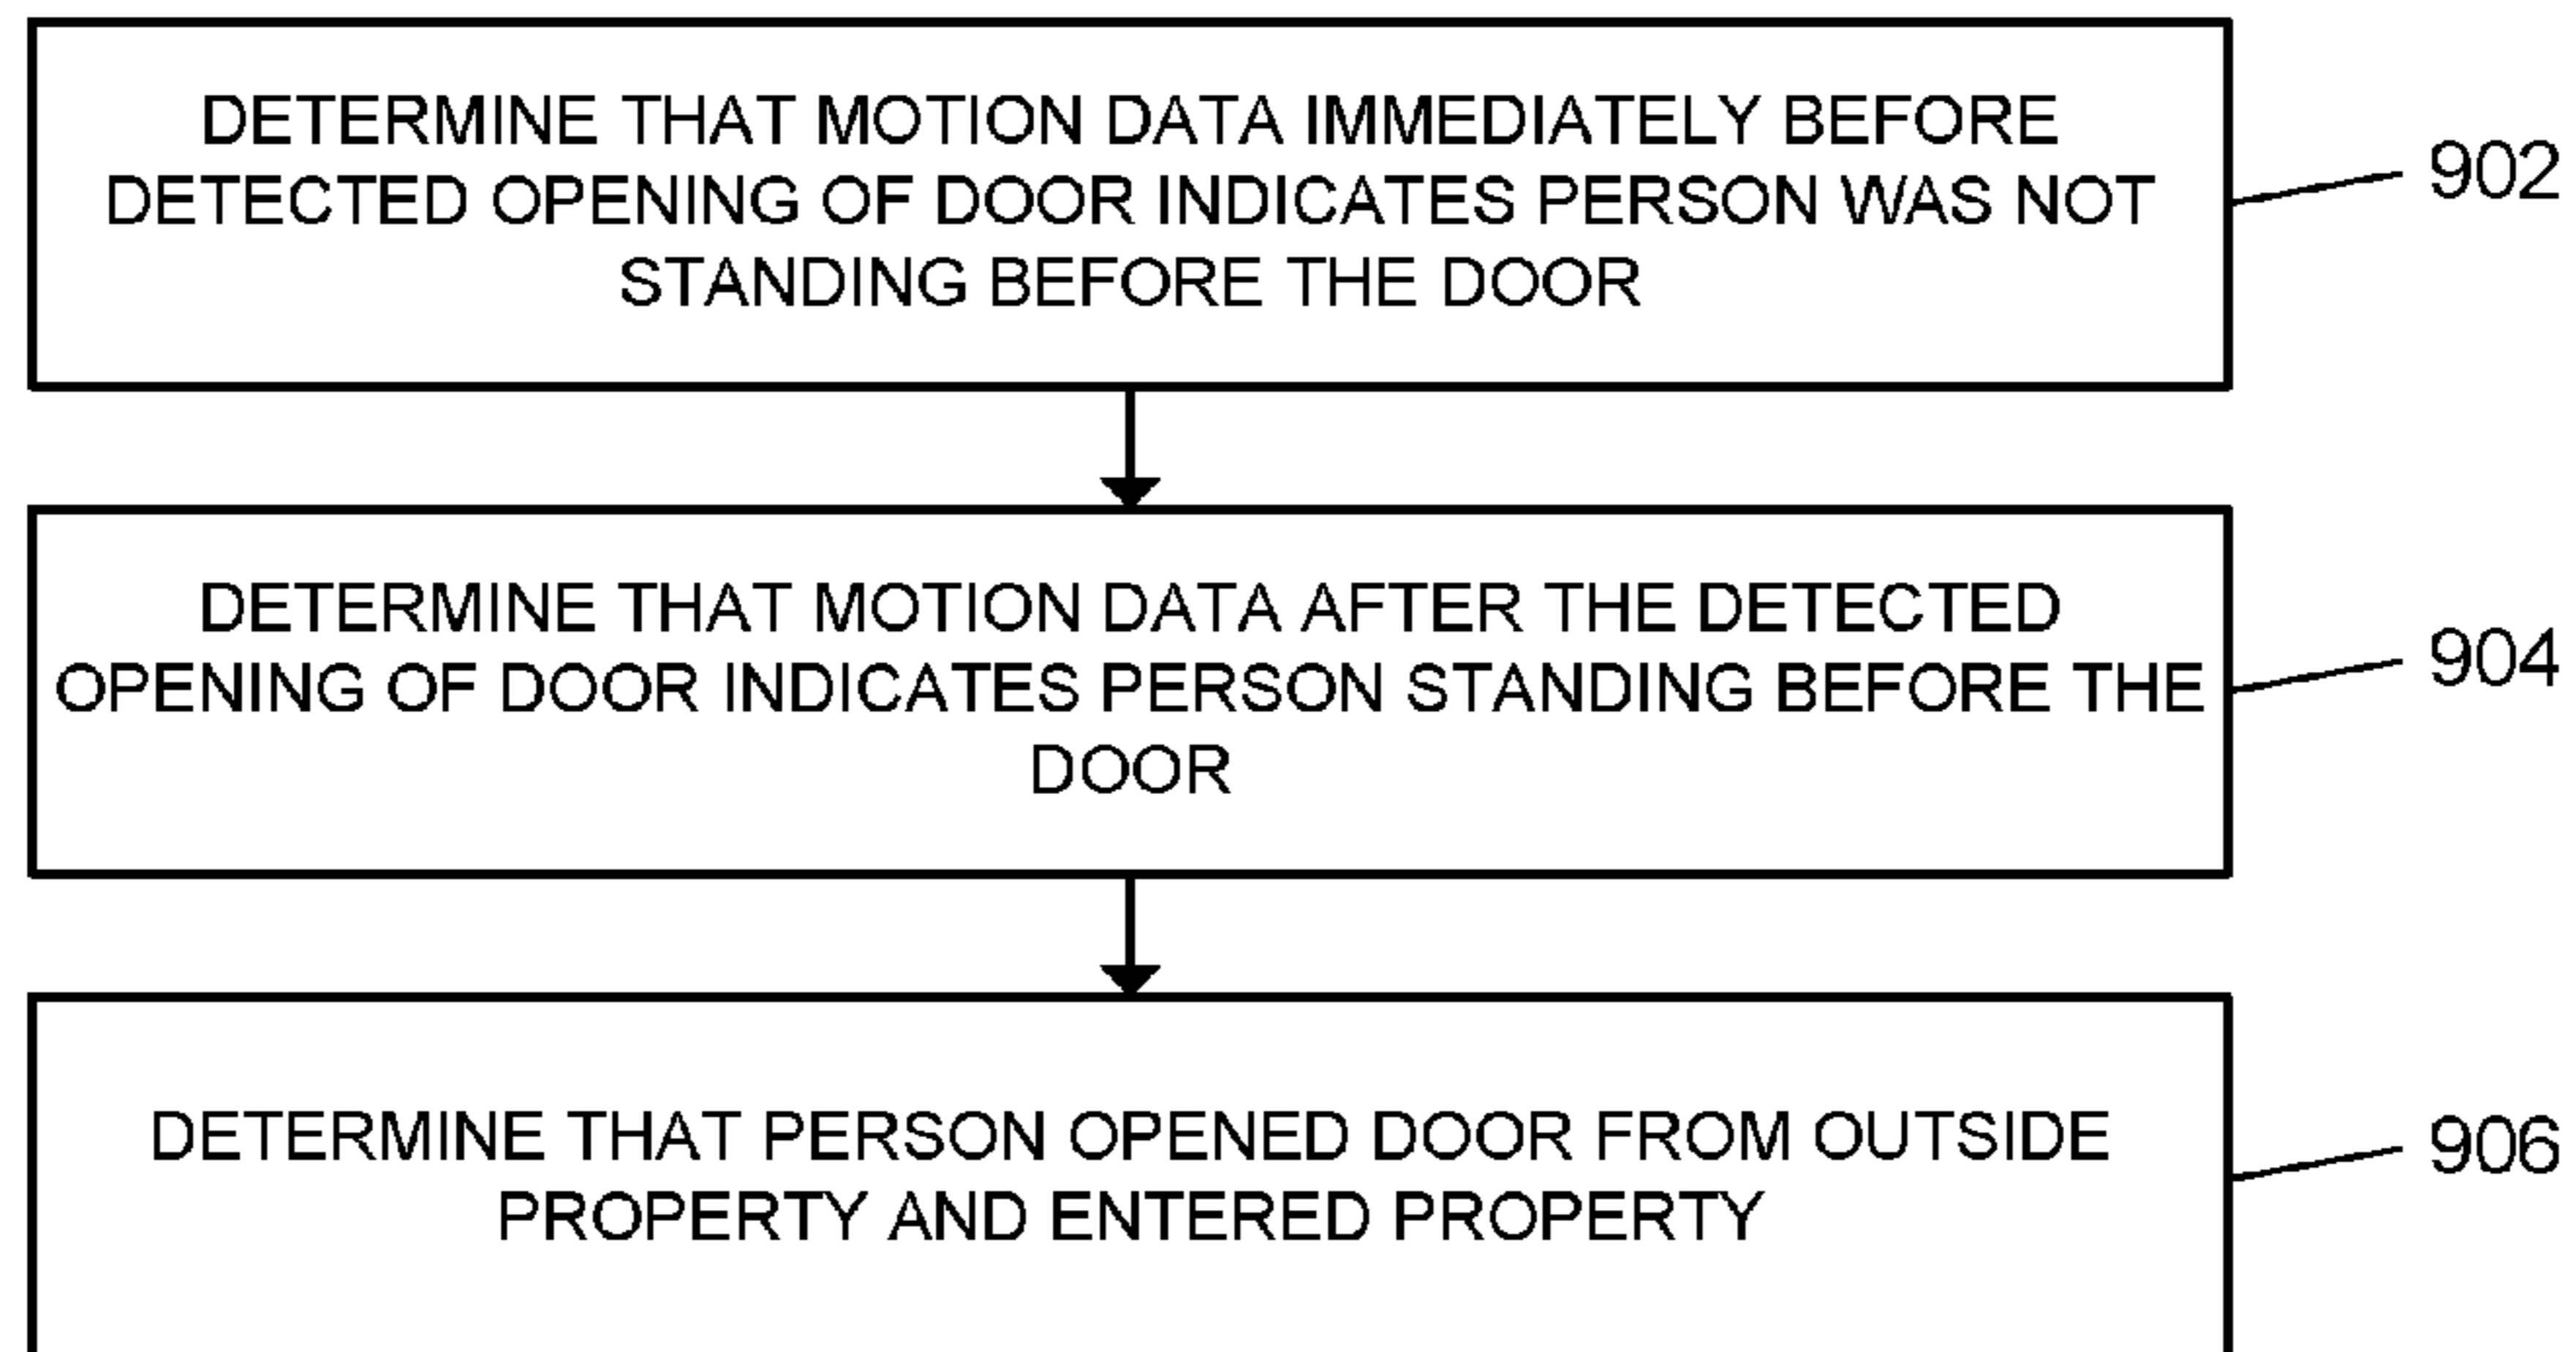 DETERMINE THAT MOTION DATA IMMEDIATELY BEFORE
DETECTED OPENING OF DOOR INDICATES PERSON WAS NOT
STANDING BEFORE THE DOOR
902
DETERMINE THAT MOTION DATA AFTER THE DETECTED
OPENING OF DOOR INDICATES PERSON STANDING BEFORE THE
DOOR
904
DETERMINE THAT PERSON OPENED DOOR FROM OUTSIDE
PROPERTY AND ENTERED PROPERTY
906